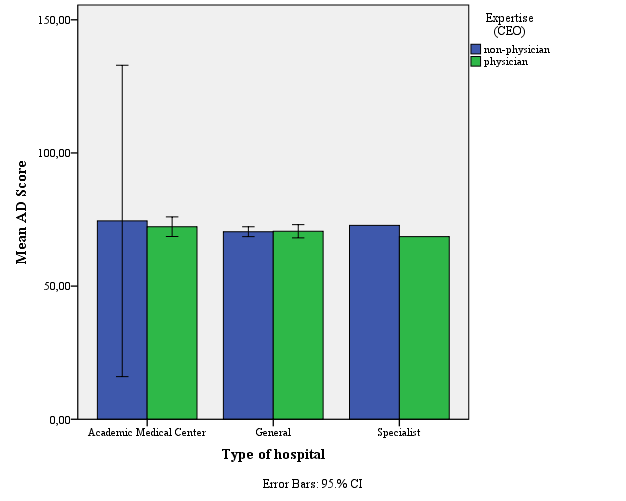 Expertise
(CEO)
non-physician
physician
Mean AD Score
150,00
100,00
50,00
0,00
Academic Medical Center
General
Specialist
Type of hospital
Error Bars: 95.% CI